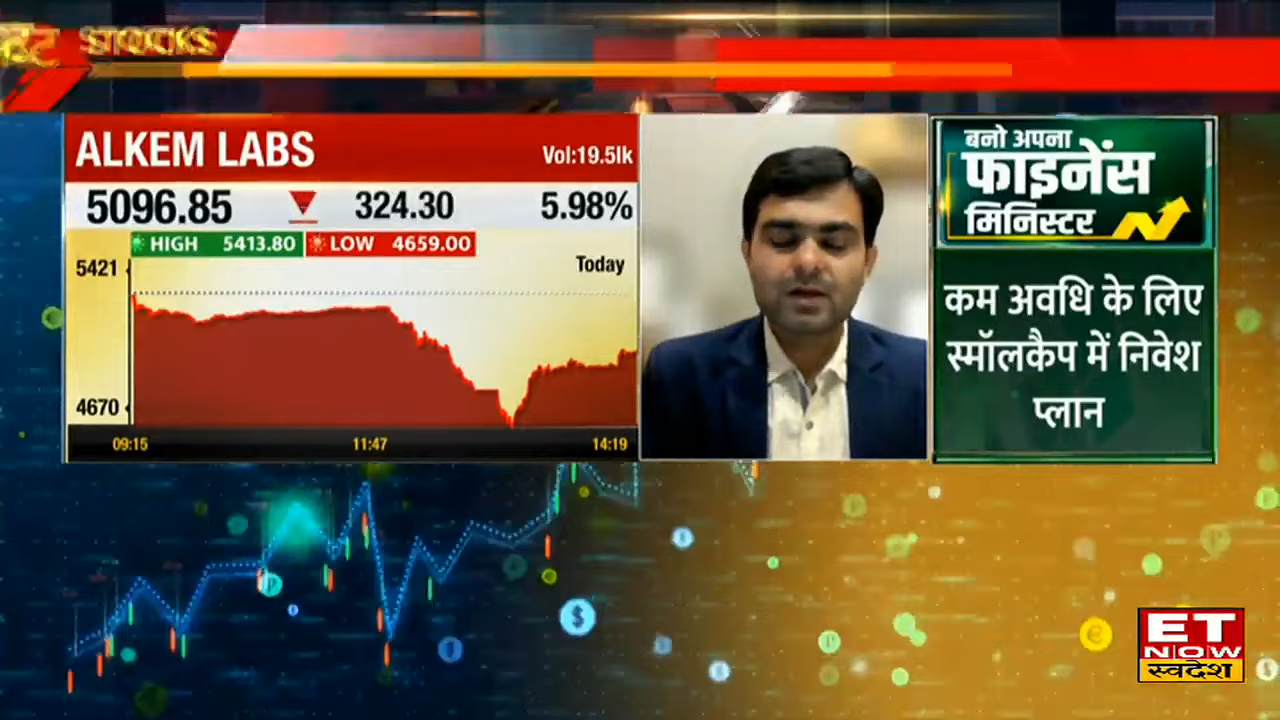 हॉट STOCKS
ALKEM LABS
Vol:19.5lk
5096.85 324.30 5.98%
HIGH 5413.80 LOW 4659.00
Today
5421
4670
09:15 11:47 14:19
बनो अपना
फाइनेंस
मिनिस्टर
कम अवधि के लिए
स्मॉलकैप में निवेश
प्लान
ET
NOW
स्वदेश